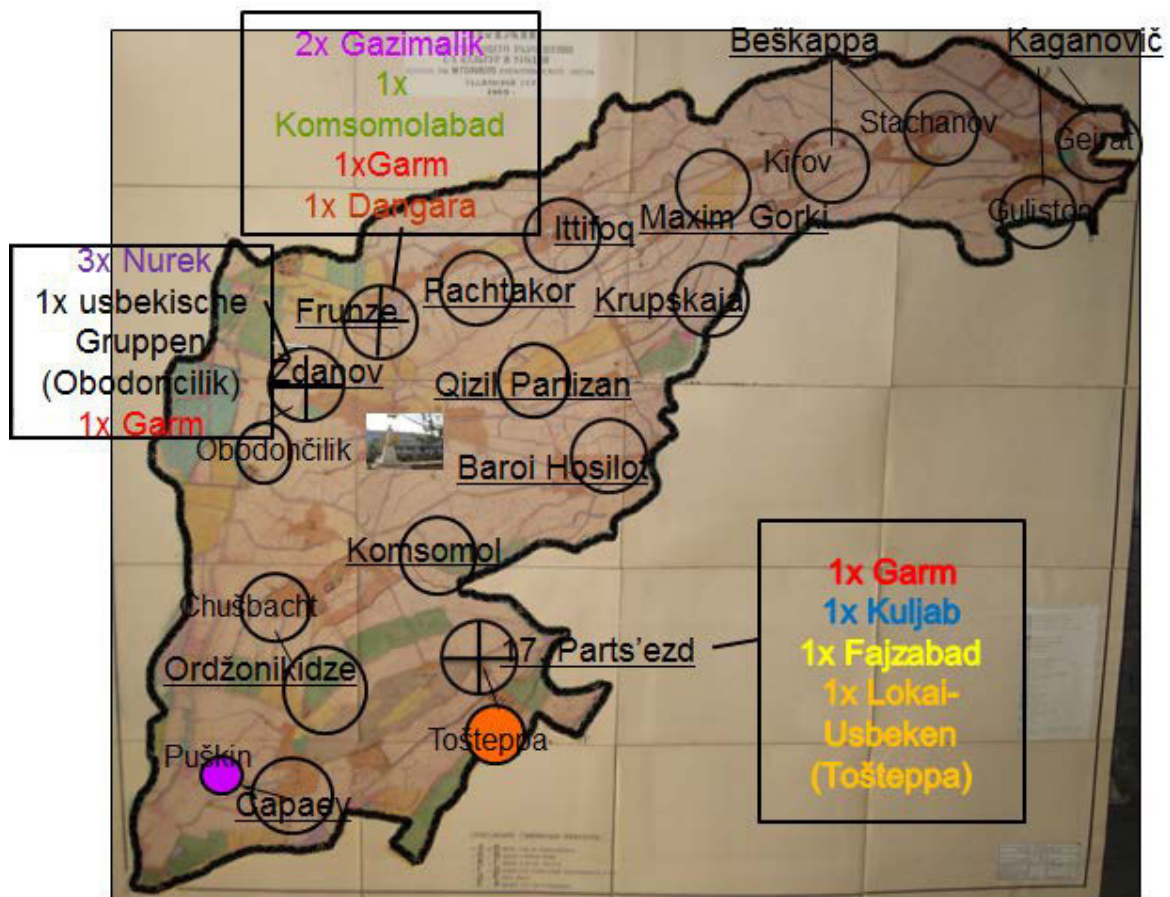 2x Gazimalik
1x
Komsomolabad
1xGarm
1x Dangara
Beškappa
Kaganovič
Stachanov
Gejrat
Kirov
Guliston
Maxim Gorki
Ittifoq
Pachtakor
Krupskaja
Frunze
3x Nurek
1x usbekische
Gruppen
(Obodoncilik)
1x Garm
Ždanov
Qizil Partizan
Obodončilik
Baroi Hosilot
Komsomol
Chušbacht
Ordžonikidze
17. Parts'ezd
Tošteppa
Puškin
Čapaev
1x Garm
1x Kuljab
1x Fajzabad
1x Lokai-
Usbeken
(Tošteppa)